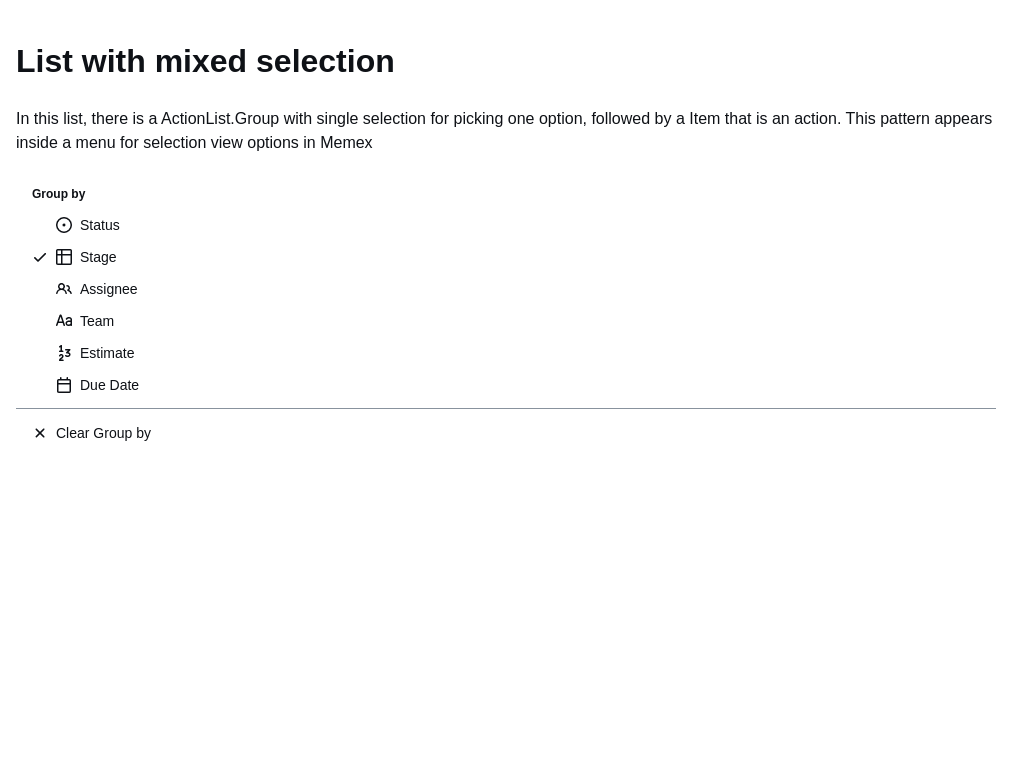 List with mixed selection
In this list, there is a ActionList.Group with single selection for picking one option, followed by a Item that is an action. This pattern appears
inside a menu for selection view options in Memex
Group by
Status
Stage
Assignee
Team
Estimate
Due Date
Clear Group by